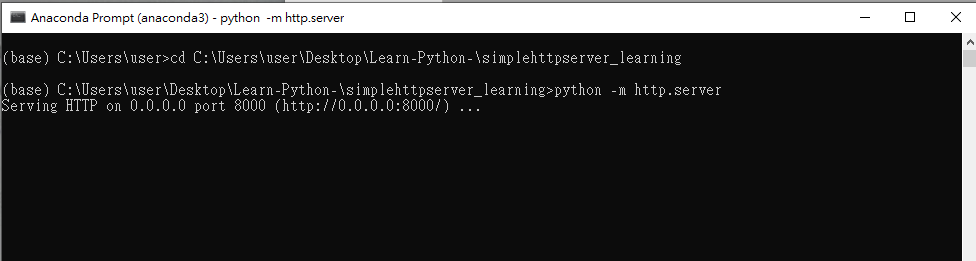 Anaconda Prompt (anaconda3) - python  -m http.server
(base) C:\Users\user>cd C:\Users\user\Desktop\Learn-Python-\simplehttpserver_learning
(base) C:\Users\user\Desktop\Learn-Python-\simplehttpserver_learning>python -m http.server
Serving HTTP on 0.0.0.0 port 8000 (http://0.0.0.0:8000/) ...